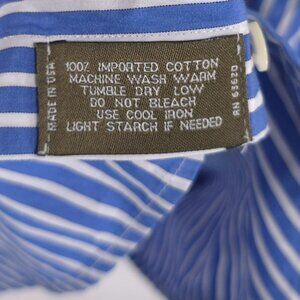 MADE IN USA
100% IMPORTED COTTON
MACHINE WASH WARM
TUMBLE DRY LOW
DO NOT BLEACH
USE COOL IRON
LIGHT STARCH IF NEEDED
RN 63620